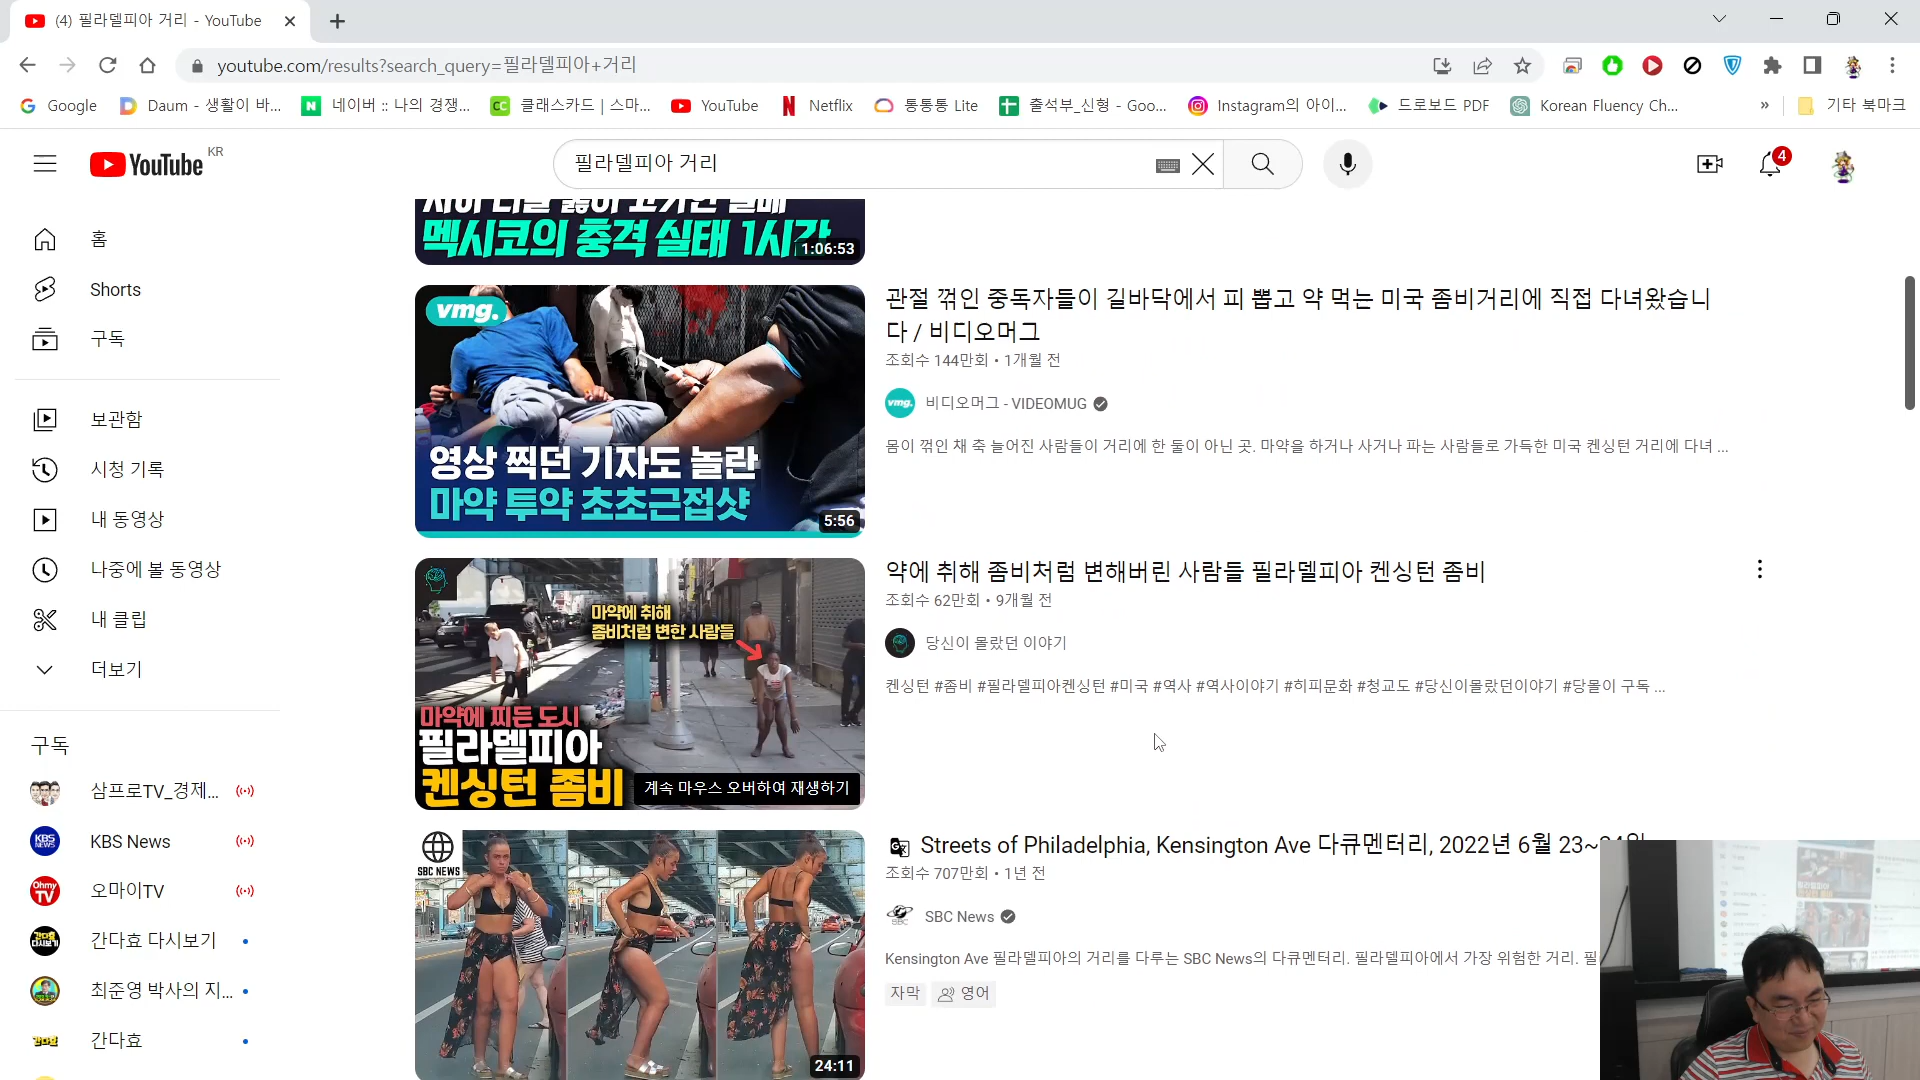 (4) 필라델피아 거리 - YouTube
youtube.com/results?search_query=필라델피아+거리
Google
Daum - 생활이 바...
네이버 :: 나의 경쟁...
클래스카드 | 스마...
YouTube
Netflix
통통통 Lite
출석부_신형 - Goo...
Instagram의 아이...
드로보드 PDF
Korean Fluency Ch...
»
기타 북마크
YouTube KR
필라델피아 거리
4
홈
Shorts
구독
보관함
시청 기록
내 동영상
나중에 볼 동영상
내 클립
더보기
구독
삼프로TV_경제...
KBS News
오마이TV
간다효 다시보기
최준영 박사의 지...
간다효
멕시코의 충격 실태 1시간
1:06:53
vmg.
영상 찍던 기자도 놀란
마약 투약 초초근접샷
5:56
관절 꺾인 중독자들이 길바닥에서 피 뽑고 약 먹는 미국 좀비거리에 직접 다녀왔습니
다 / 비디오머그
조회수 144만회 • 1개월 전
vmg. 비디오머그 - VIDEOMUG
몸이 꺾인 채 축 늘어진 사람들이 거리에 한 둘이 아닌 곳. 마약을 하거나 사거나 파는 사람들로 가득한 미국 켄싱턴 거리에 다녀 ...
마약에 취해
좀비처럼 변한 사람들
마약에 찌든 도시
필라델피아
켄싱턴 좀비
계속 마우스 오버하여 재생하기
약에 취해 좀비처럼 변해버린 사람들 필라델피아 켄싱턴 좀비
조회수 62만회 • 9개월 전
당신이 몰랐던 이야기
켄싱턴 #좀비 #필라델피아켄싱턴 #미국 #역사 #역사이야기 #히피문화 #청교도 #당신이몰랐던이야기 #당몰이 구독 ...
SBC NEWS
24:11
Streets of Philadelphia, Kensington Ave 다큐멘터리, 2022년 6월 23~24일
조회수 707만회 • 1년 전
SBC News
Kensington Ave 필라델피아의 거리를 다루는 SBC News의 다큐멘터리. 필라델피아에서 가장 위험한 거리. 필
자막
영어